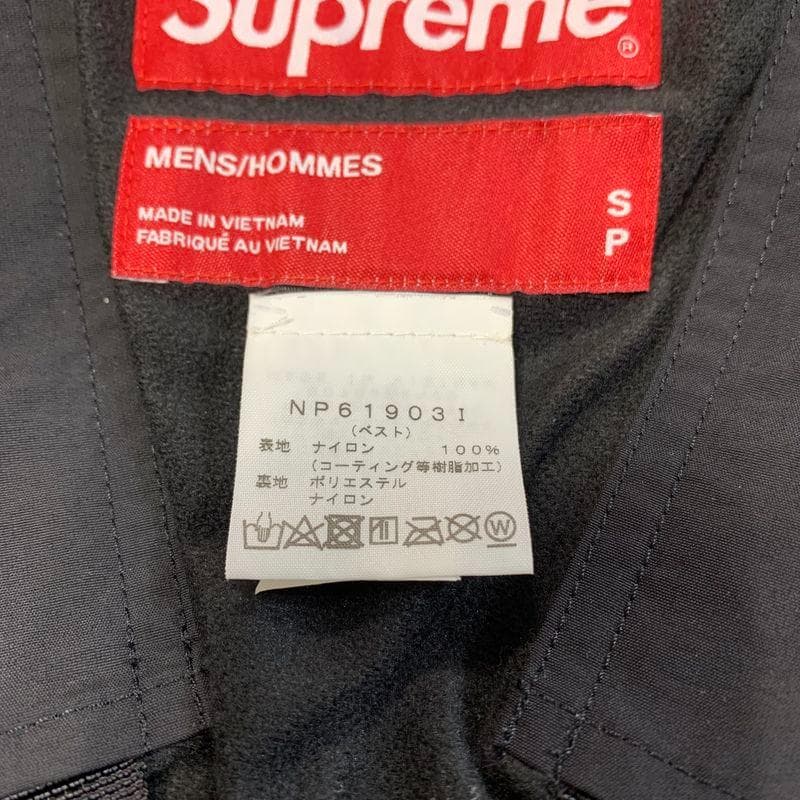 Supreme
®
MENS/HOMMES
MADE IN VIETNAM
FABRIQUÉ AU VIETNAM
S
P
NP61903I
(ベスト)
表地 ナイロン 100%
(コーティング等樹脂加工)
裏地 ポリエステル
ナイロン
W